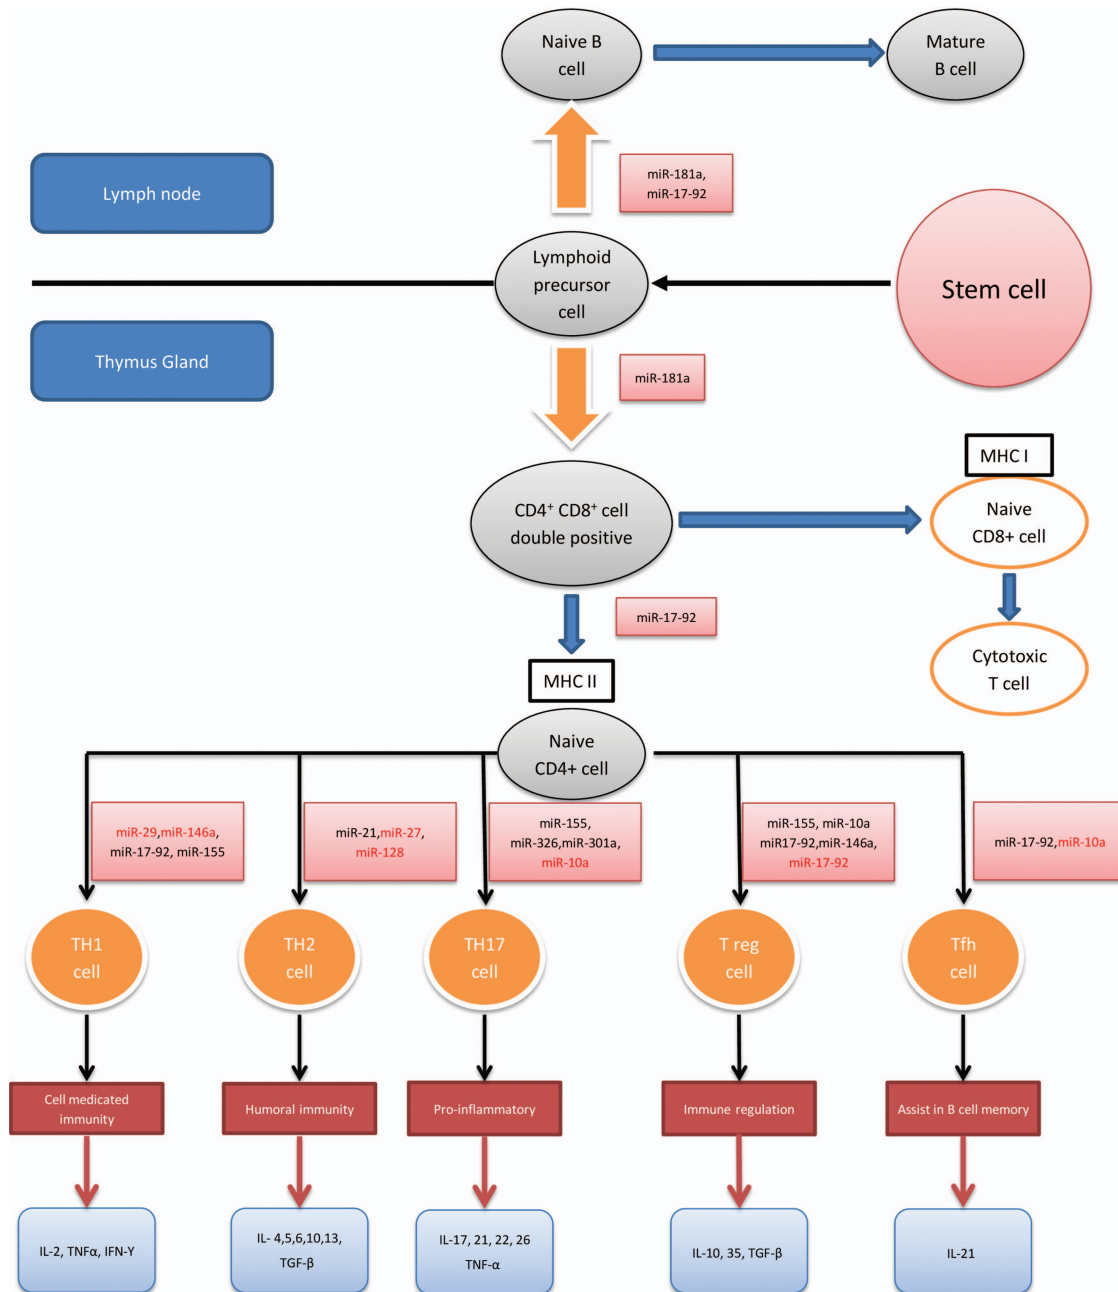 Naive B
cell
Mature
B cell
Lymph node
miR-181a,
miR-17-92
Lymphoid
precursor
cell
Stem cell
Thymus Gland
miR-181a
MHC I
CD4⁺ CD8⁺ cell
double positive
Naive
CD8+ cell
miR-17-92
MHC II
Cytotoxic
T cell
Naive
CD4+ cell
miR-29,miR-146a,
miR-17-92, miR-155
miR-21,miR-27,
miR-128
miR-155,
miR-326,miR-301a,
miR-10a
miR-155, miR-10a
miR17-92,miR-146a,
miR-17-92
miR-17-92,miR-10a
TH1
cell
TH2
cell
TH17
cell
T reg
cell
Tfh
cell
Cell medicated
immunity
Humoral immunity
Pro-inflammatory
Immune regulation
Assist in B cell memory
IL-2, TNFα, IFN-Y
IL- 4,5,6,10,13,
TGF-β
IL-17, 21, 22, 26
TNF-α
IL-10, 35, TGF-β
IL-21